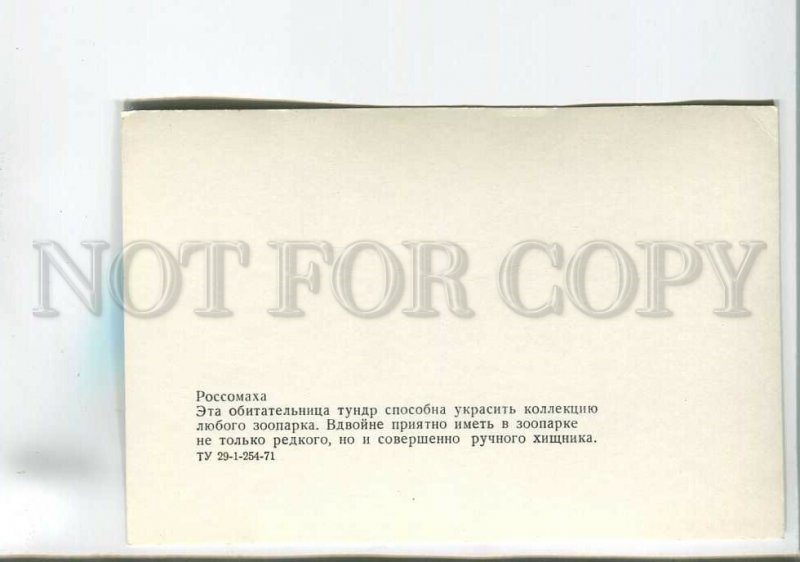 NOT FOR COPY
Россомаха
Эта обитательница тундр способна украсить коллекцию
любого зоопарка. Вдвойне приятно иметь в зоопарке
не только редкого, но и совершенно ручного хищника.
ТУ 29-1-254-71